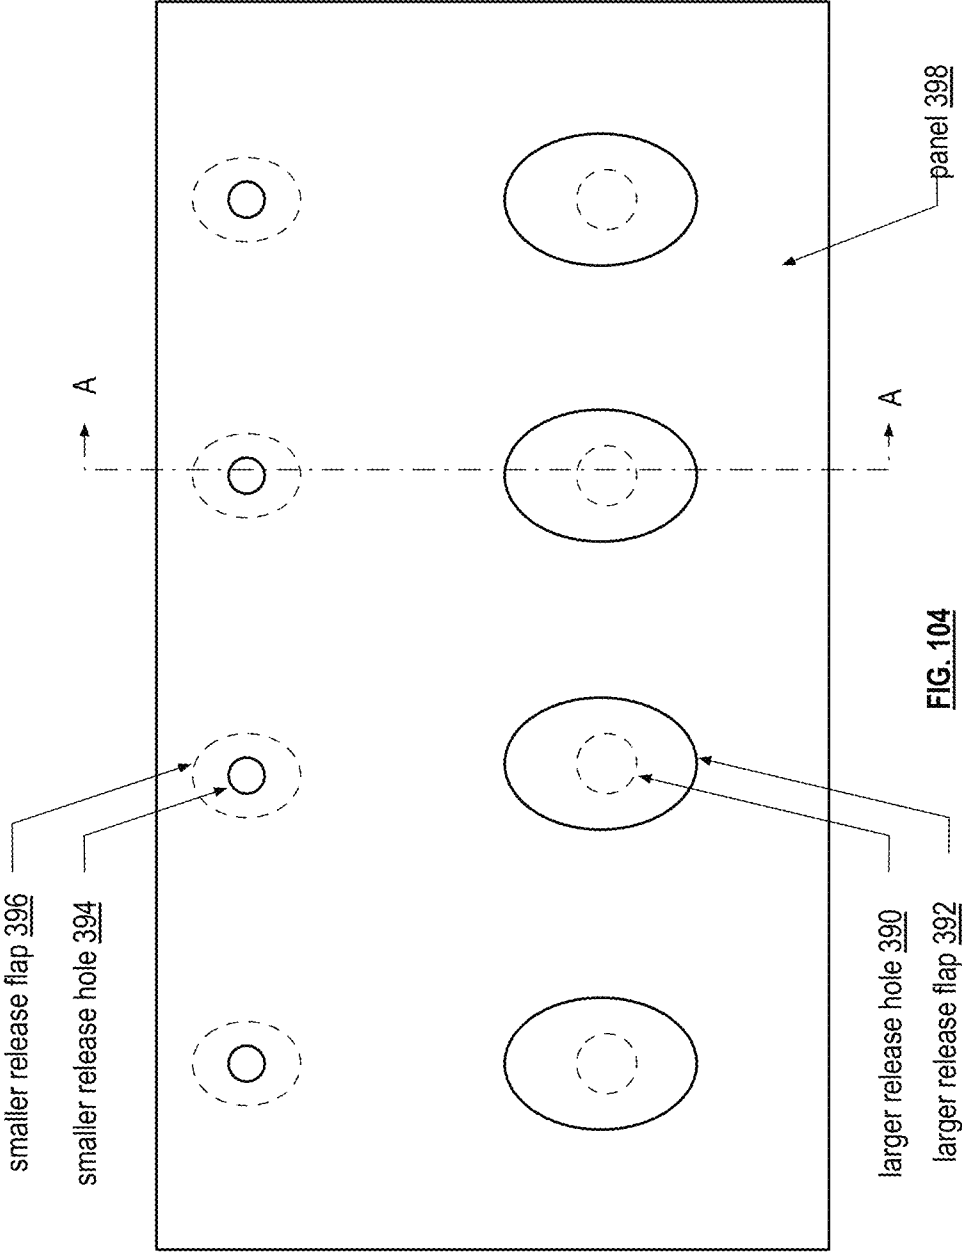 smaller release flap 396
smaller release hole 394
A
A
larger release hole 390
larger release flap 392
panel 398
FIG. 104